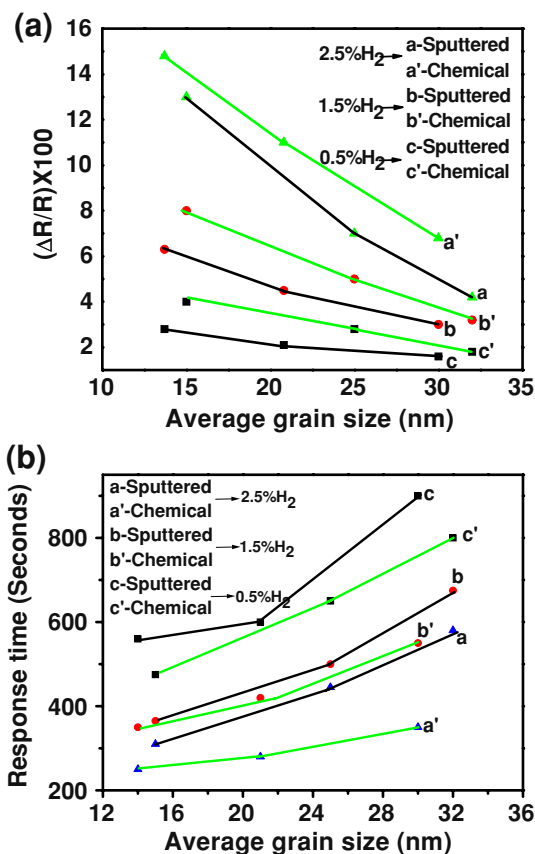 (a)
16
14
12
10
8
6
4
2
(ΔR/R)X100
2.5%H2
a-Sputtered
a'-Chemical
1.5%H2
b-Sputtered
b'-Chemical
0.5%H2
c-Sputtered
c'-Chemical
a'
a
b
b'
c'
c
10 15 20 25 30 35
Average grain size (nm)
(b)
800
600
400
200
Response time (Seconds)
a-Sputtered
a'-Chemical
2.5%H2
b-Sputtered
b'-Chemical
1.5%H2
c-Sputtered
c'-Chemical
0.5%H2
c
c'
b
b'
a
a'
12 16 20 24 28 32 36
Average grain size (nm)